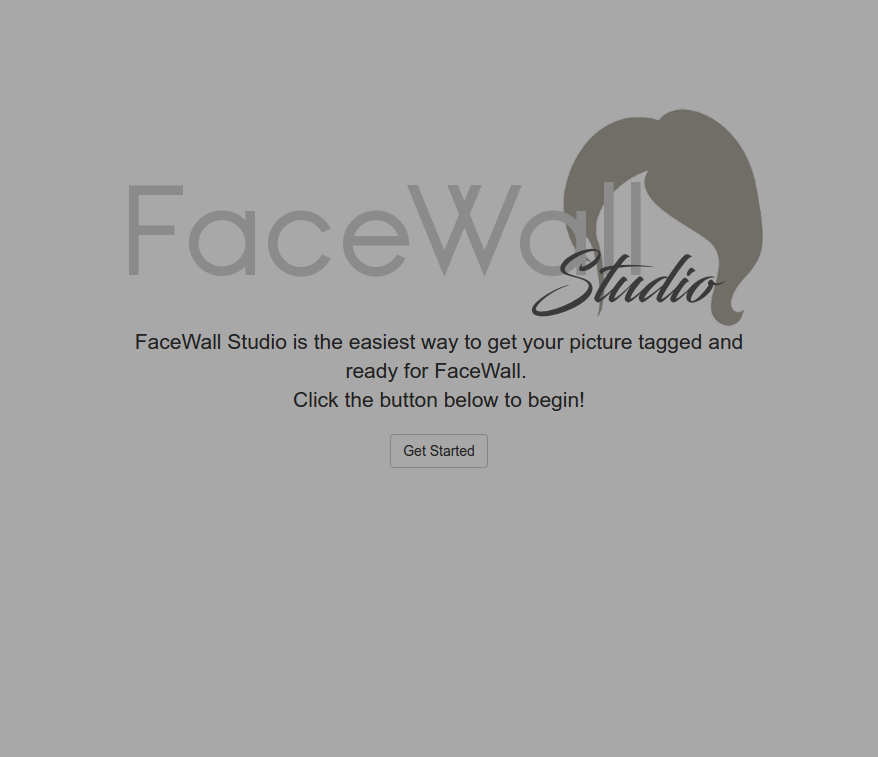 FaceWall
Studio
FaceWall Studio is the easiest way to get your picture tagged and
ready for FaceWall.
Click the button below to begin!
Get Started